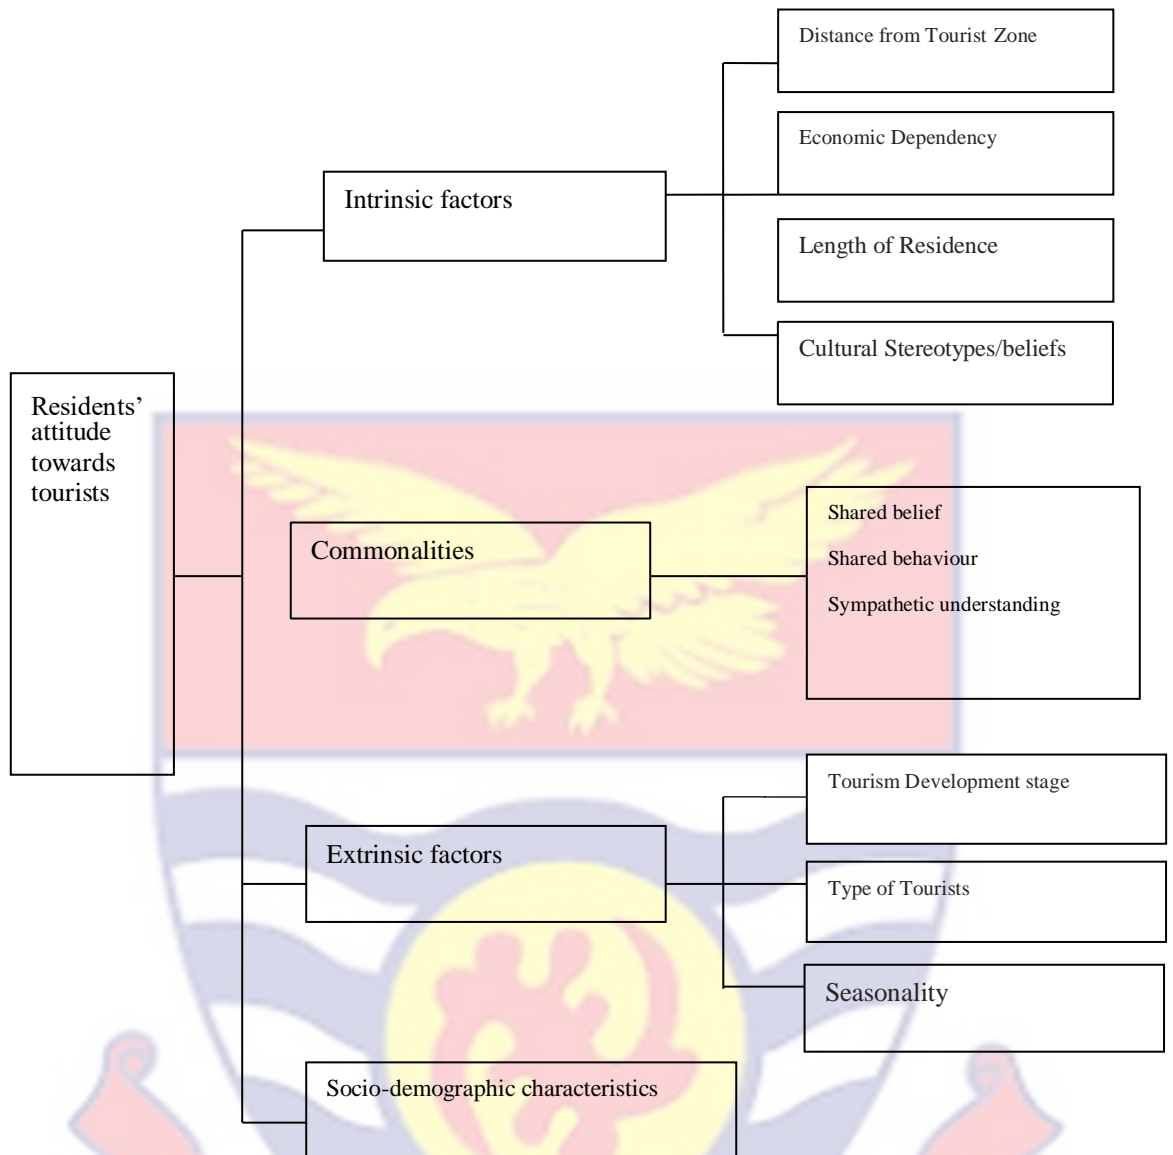 Residents’
attitude
towards
tourists
Intrinsic factors
Distance from Tourist Zone
Economic Dependency
Length of Residence
Cultural Stereotypes/beliefs
Commonalities
Shared belief
Shared behaviour
Sympathetic understanding
Extrinsic factors
Tourism Development stage
Type of Tourists
Seasonality
Socio-demographic characteristics